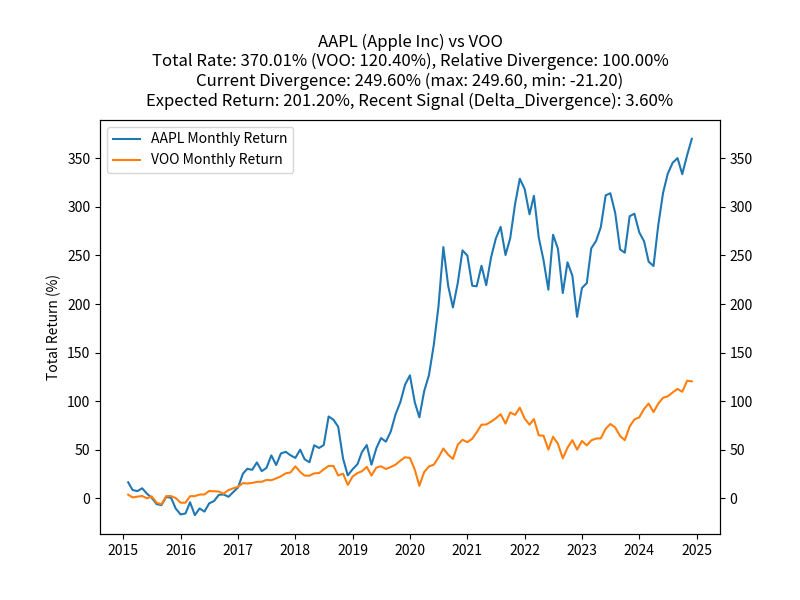 AAPL (Apple Inc) vs VOO
Total Rate: 370.01% (VOO: 120.40%), Relative Divergence: 100.00%
Current Divergence: 249.60% (max: 249.60, min: -21.20)
Expected Return: 201.20%, Recent Signal (Delta_Divergence): 3.60%
AAPL Monthly Return
VOO Monthly Return
Total Return (%)
350 350
300 300
250 250
200 200
150 150
100 100
50 50
0 0
2015 2016 2017 2018 2019 2020 2021 2022 2023 2024 2025